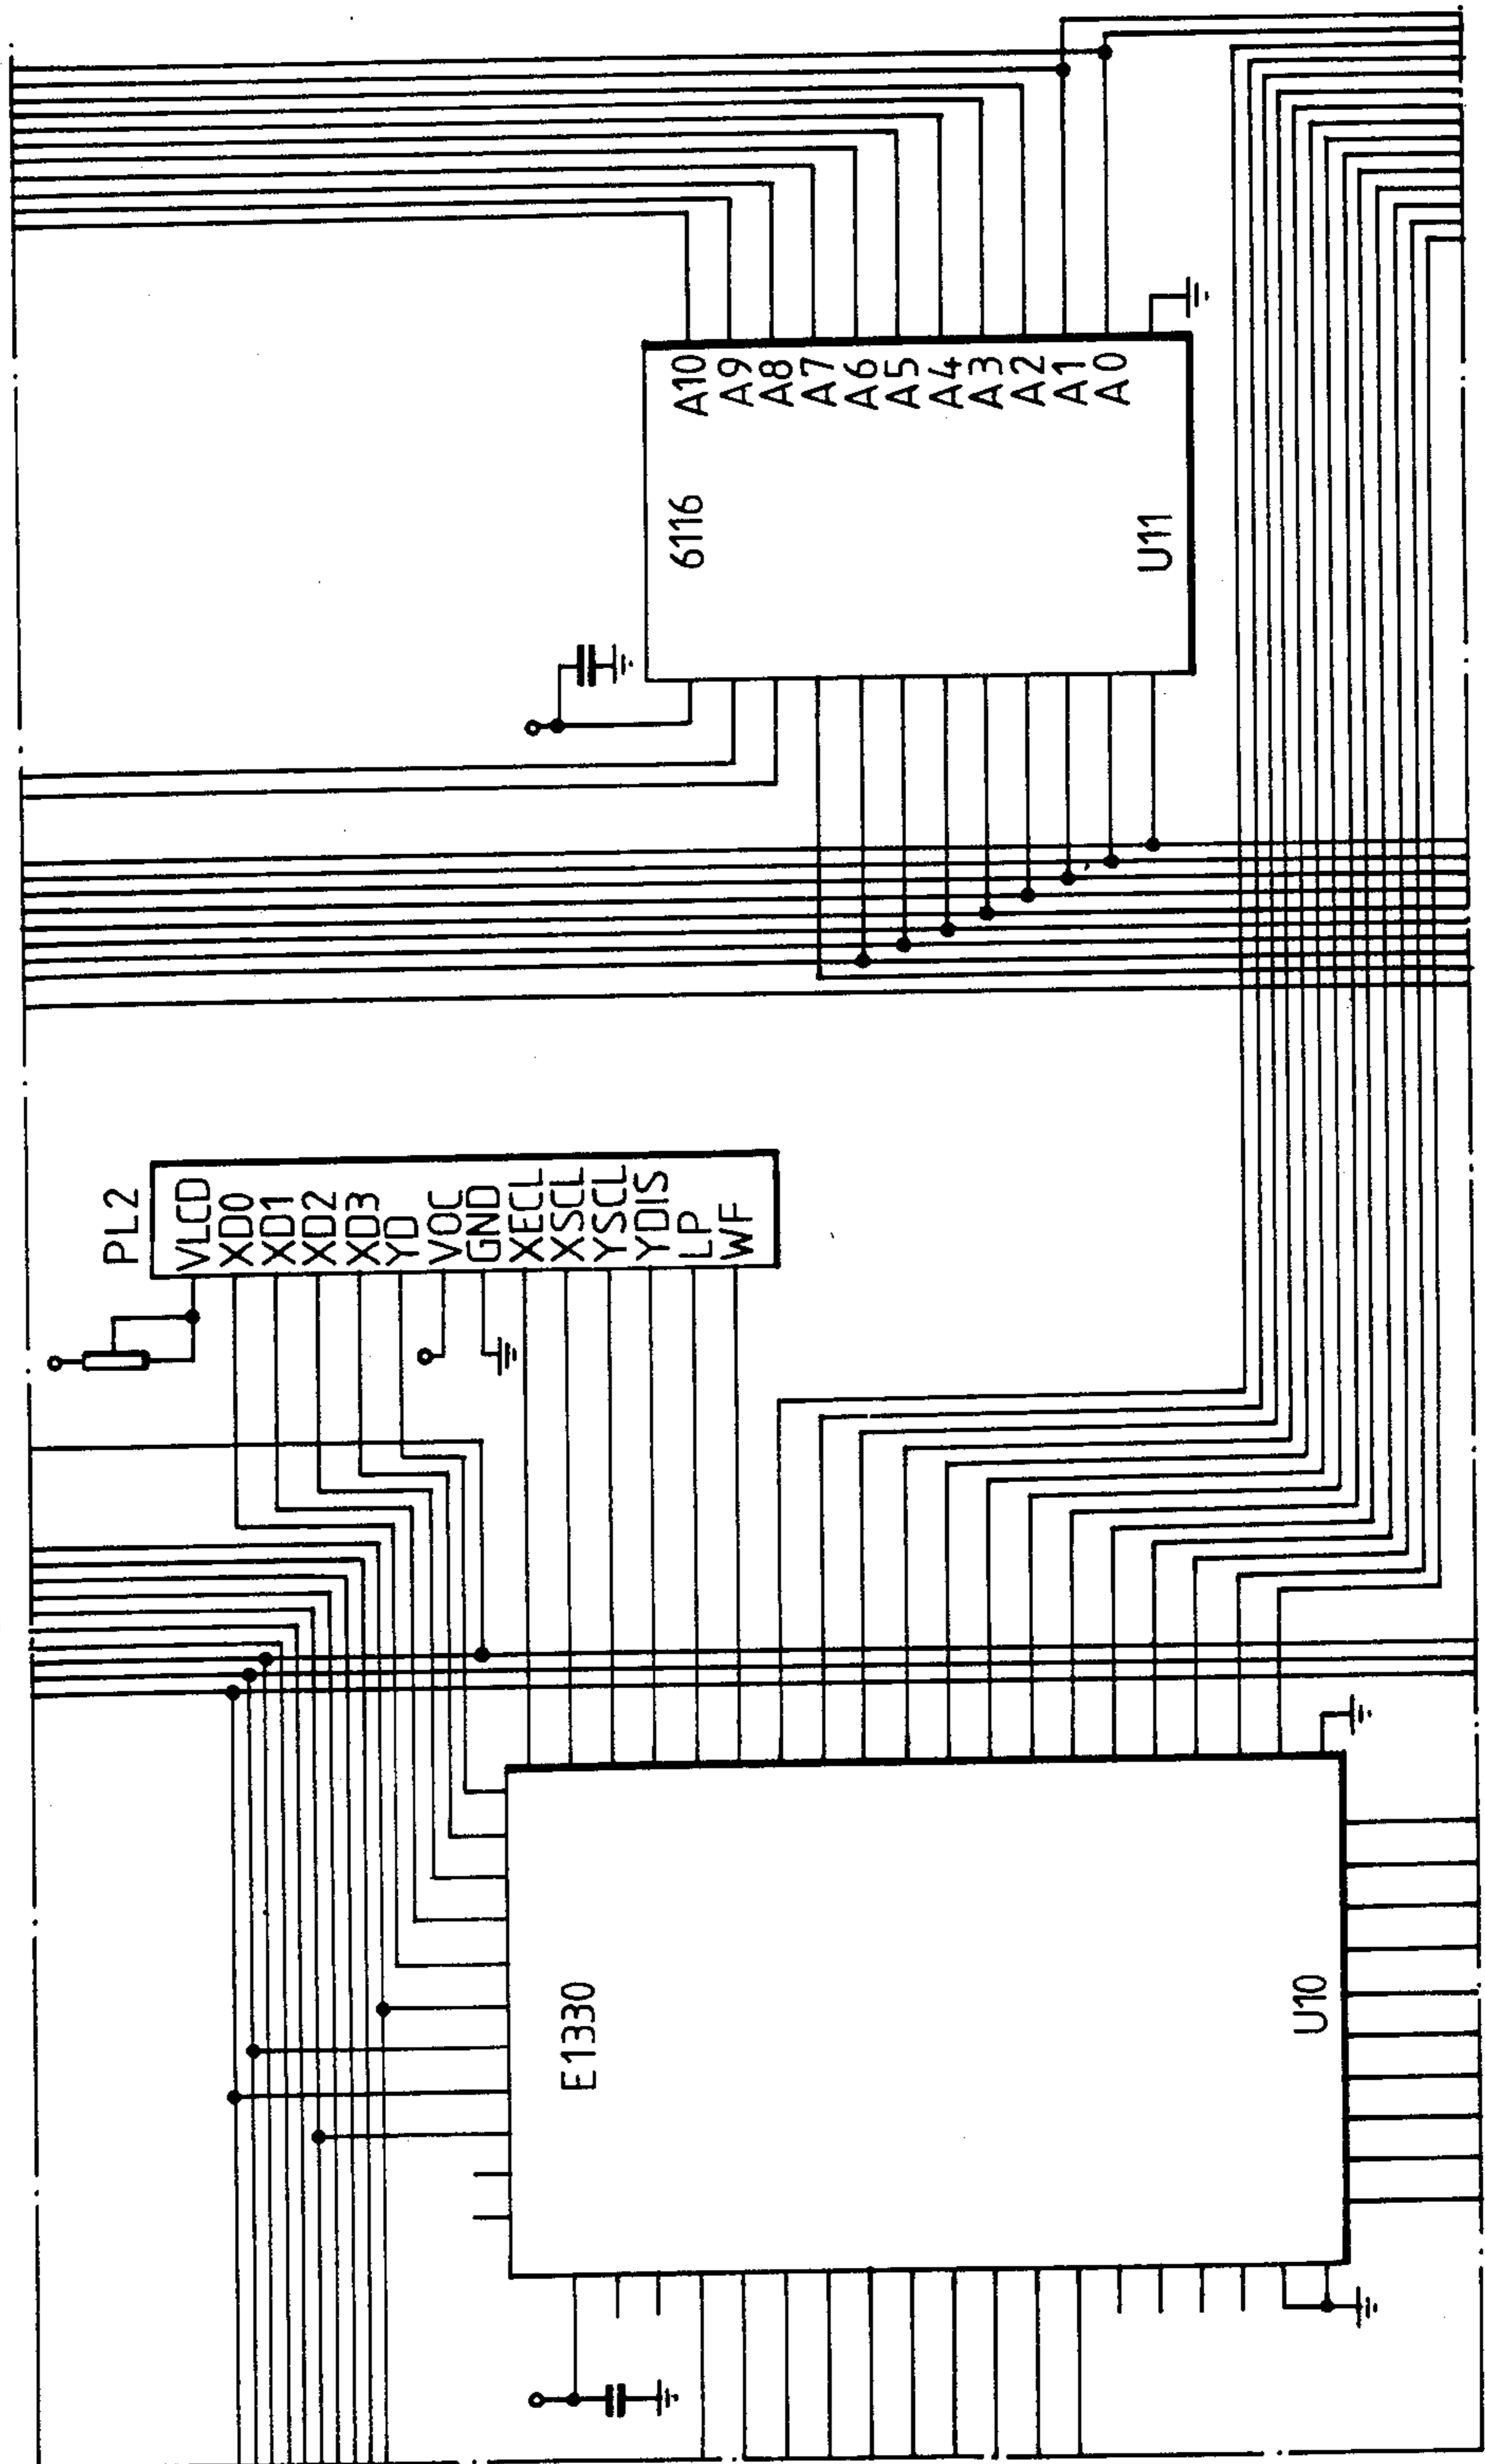 PL2
VLCD
XD0
XD1
XD2
XD3
YD
VOC
GND
XECL
XSCL
YSCL
YDIS
LP
WF
6116
A10
A9
A8
A7
A6
A5
A4
A3
A2
A1
A0
U11
E1330
U10